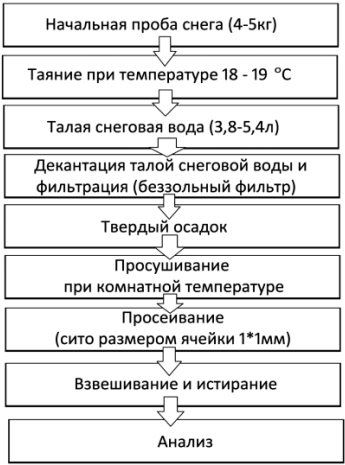 Начальная проба снега (4-5кг)
Таяние при температуре 18 - 19 °С
Талая снеговая вода (3,8-5,4л)
Декантация талой снеговой воды и
фильтрация (беззольный фильтр)
Твердый осадок
Просушивание
при комнатной температуре
Просеивание
(сито размером ячейки 1*1мм)
Взвешивание и истирание
Анализ